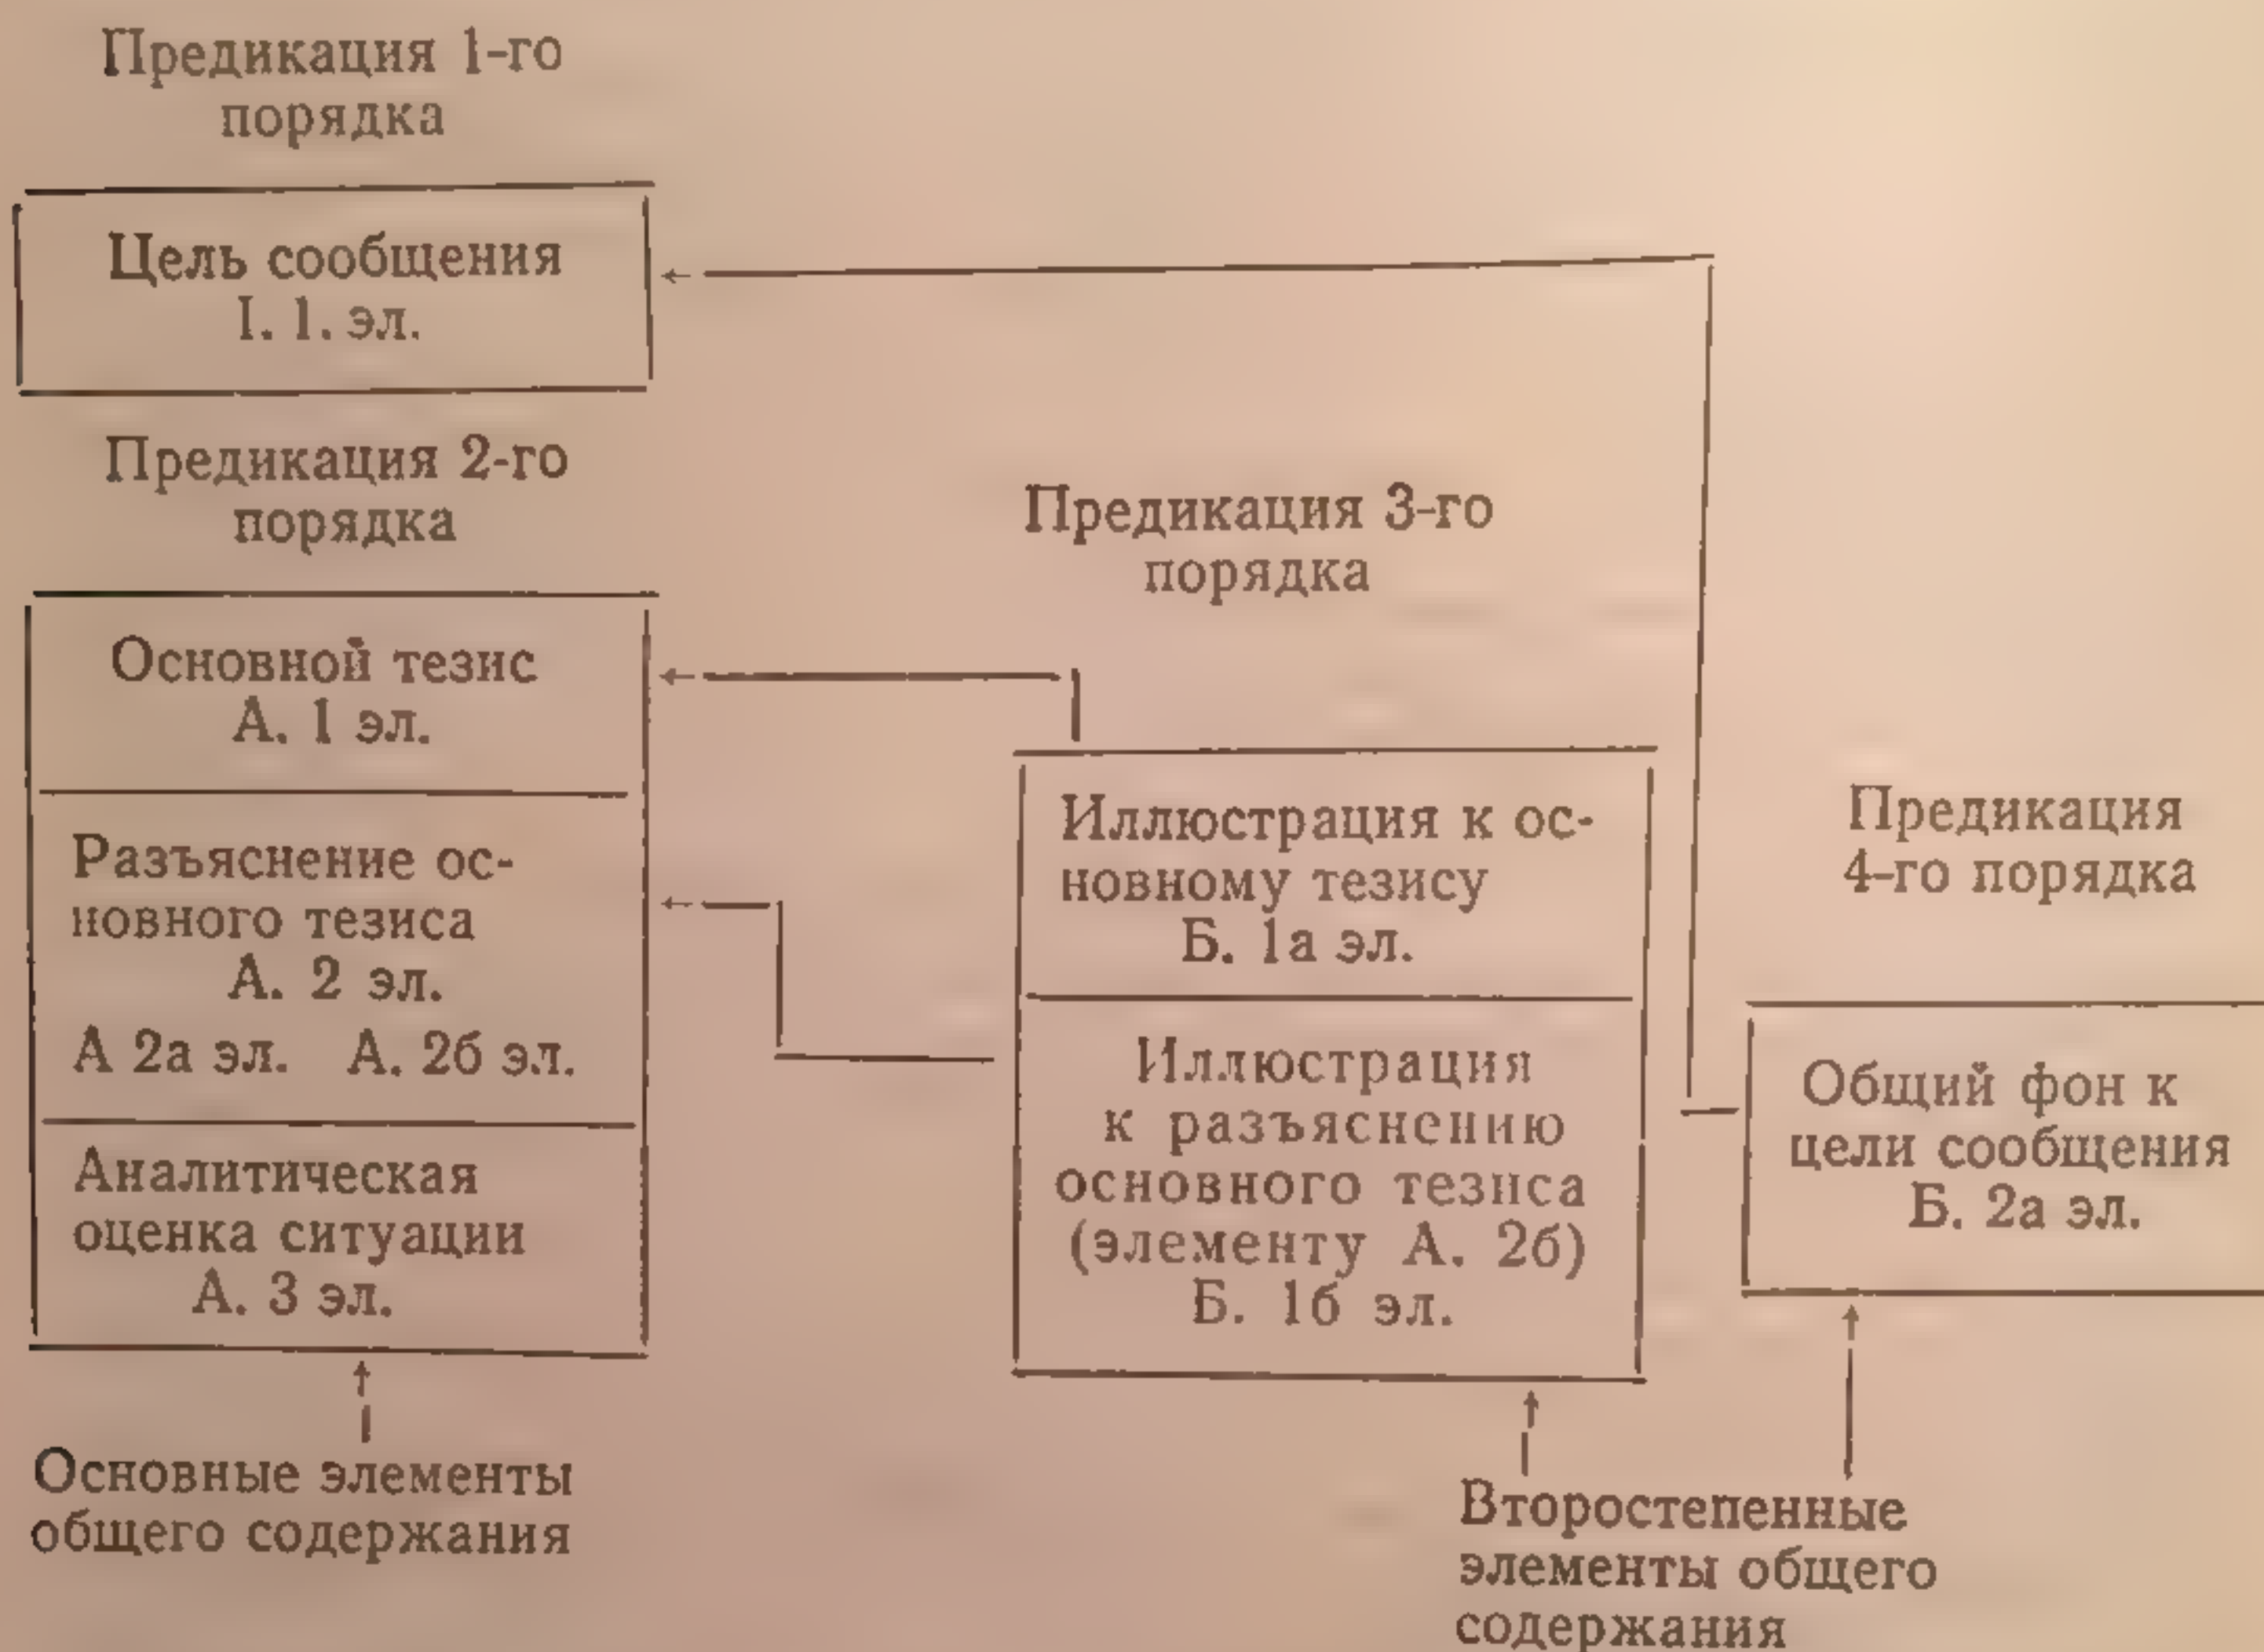 Предикация 1-го
порядка
Цель сообщения
I. 1. эл.
Предикация 2-го
порядка
Основной тезис
А. 1 эл.
Разъяснение ос-
новного тезиса
А. 2 эл.
А 2а эл. А. 2б эл.
Аналитическая
оценка ситуации
А. 3 эл.
Основные элементы
общего содержания
Предикация 3-го
порядка
Иллюстрация к ос-
новному тезису
Б. 1а эл.
Иллюстрация
к разъяснению
основного тезиса
(элементу А. 2б)
Б. 1б эл.
Предикация
4-го порядка
Общий фон к
цели сообщения
Б. 2а эл.
Второстепенные
элементы общего
содержания